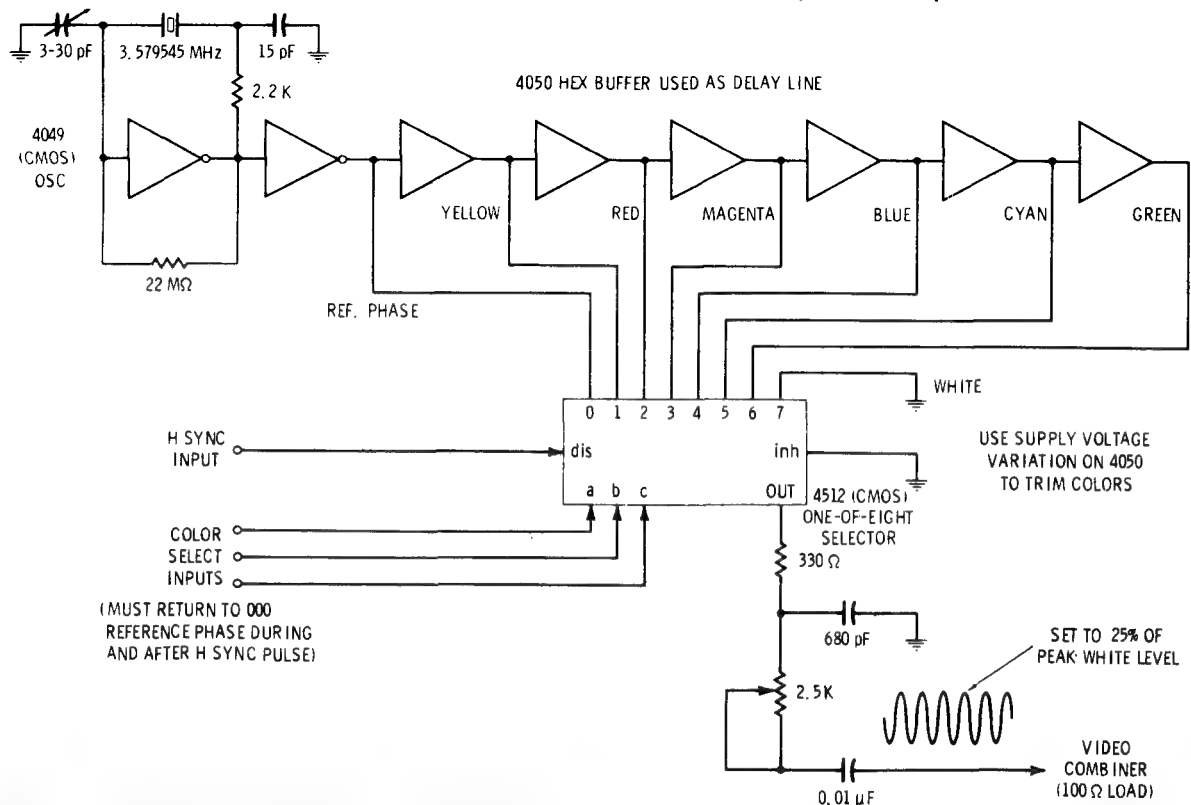 3-30 pF
3.579545 MHz
15 pF
2.2 K
4050 HEX BUFFER USED AS DELAY LINE
4049
(CMOS)
OSC
YELLOW
RED
MAGENTA
BLUE
CYAN
GREEN
22 MΩ
REF. PHASE
WHITE
0 1 2 3 4 5 6 7
H SYNC
INPUT
dis
inh
a b c
OUT
USE SUPPLY VOLTAGE
VARIATION ON 4050
TO TRIM COLORS
4512 (CMOS)
ONE-OF-EIGHT
SELECTOR
COLOR
SELECT
INPUTS
(MUST RETURN TO 000
REFERENCE PHASE DURING
AND AFTER H SYNC PULSE)
330 Ω
680 pF
SET TO 25% OF
PEAK WHITE LEVEL
2.5K
0.01 µF
VIDEO
COMBINER
(100 Ω LOAD)